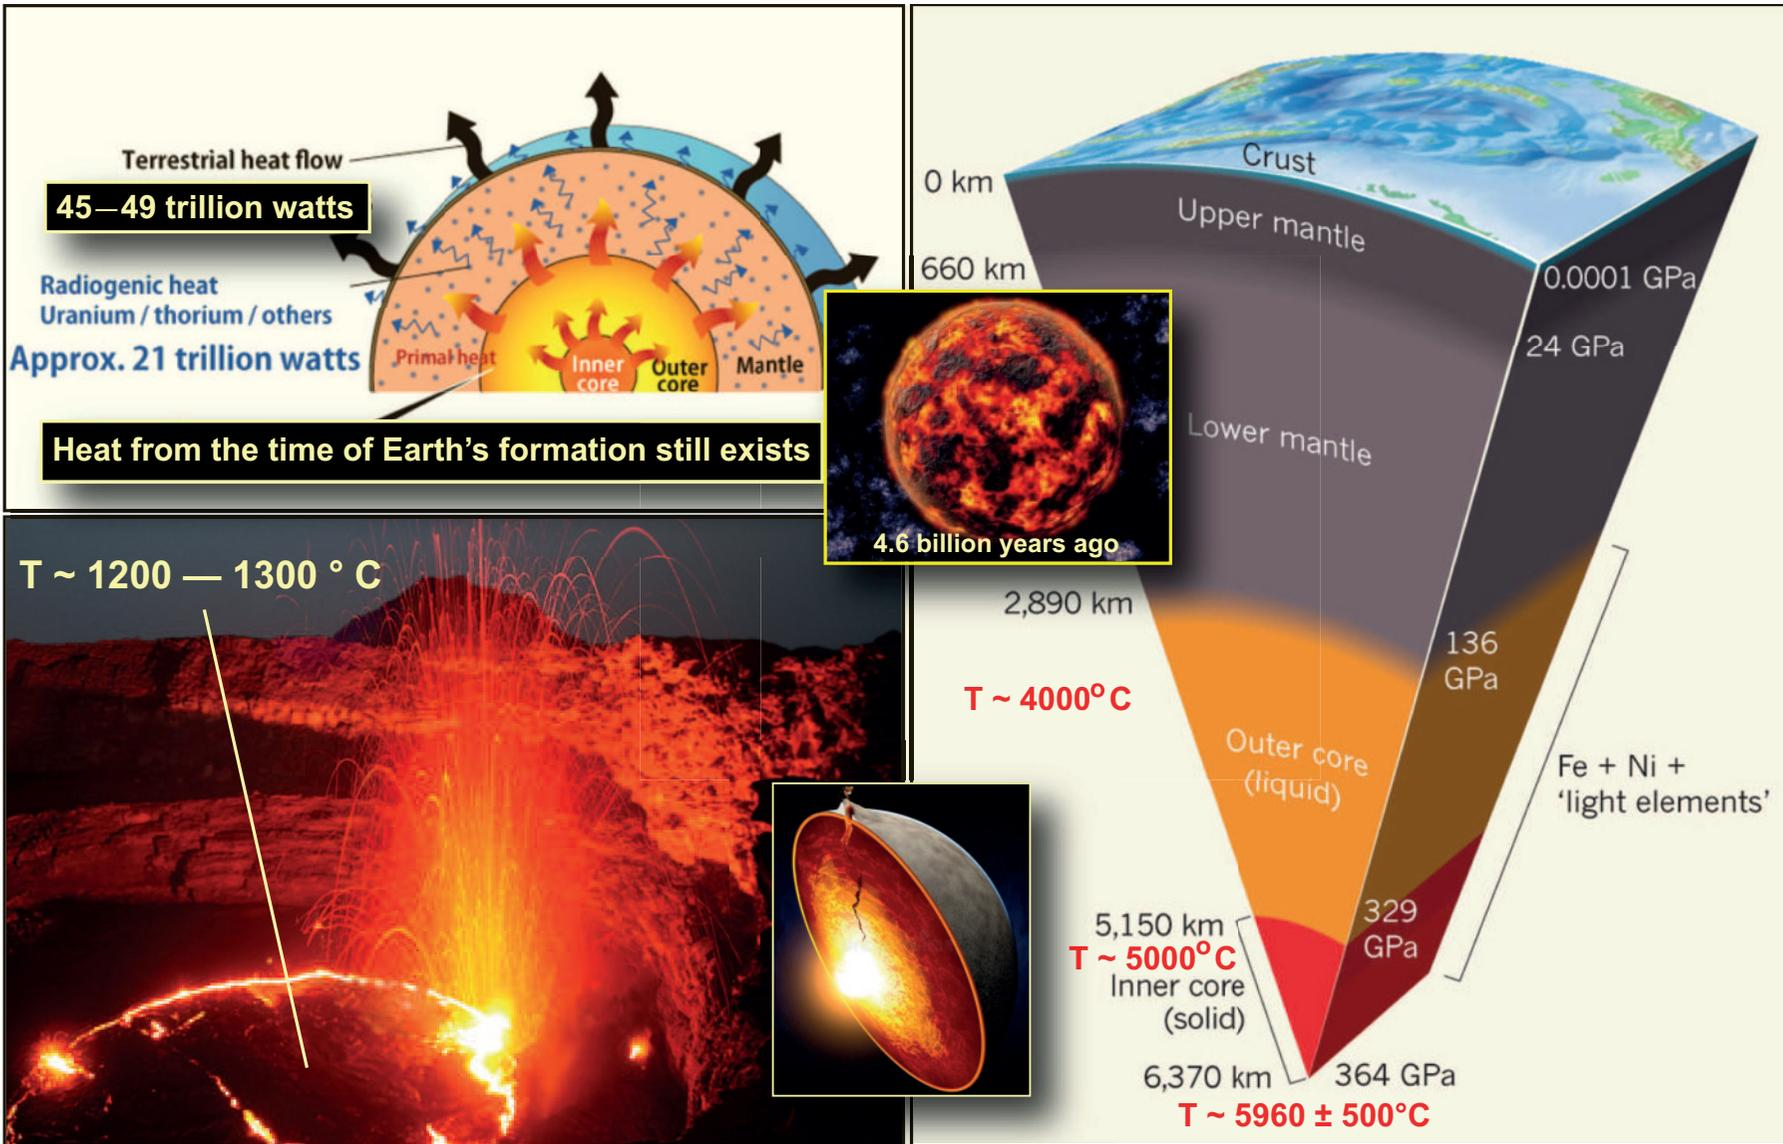 Terrestrial heat flow
45—49 trillion watts
Radiogenic heat
Uranium / thorium / others
Approx. 21 trillion watts
Primal heat
Inner
core
Outer
core
Mantle
Heat from the time of Earth's formation still exists
4.6 billion years ago
T ~ 1200 — 1300 ° C
Crust
0 km
Upper mantle
660 km
0.0001 GPa
24 GPa
Lower mantle
2,890 km
136
GPa
T ~ 4000° C
Outer core
(liquid)
Fe + Ni +
‘light elements’
5,150 km
T ~ 5000° C
329
GPa
Inner core
(solid)
6,370 km
364 GPa
T ~ 5960 ± 500°C